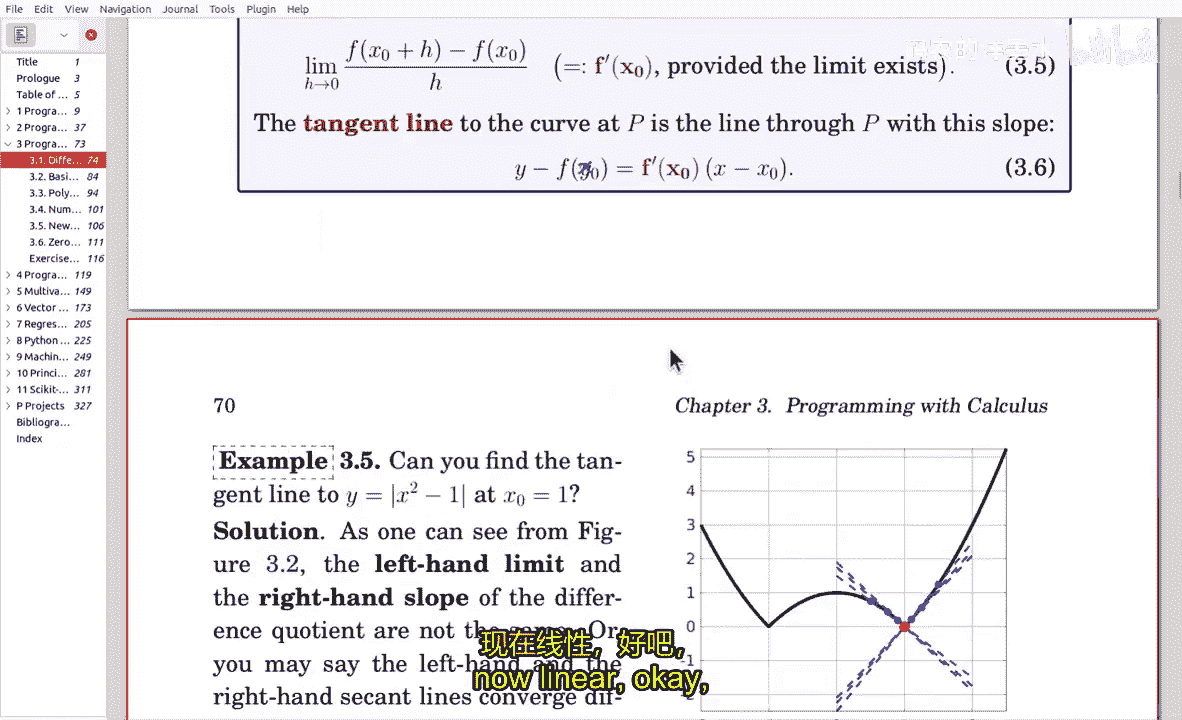 File Edit View Navigation Journal Tools Plugin Help
Title 1
Prologue 3
Table of ... 5
1 Progra... 9
2 Progra... 37
3 Progra... 73
3.1. Diffe... 74
3.2. Basi... 84
3.3. Poly... 94
3.4. Num... 101
3.5. New... 106
3.6. Zero... 111
Exercise... 116
4 Progra... 119
5 Multiva... 149
6 Vector ... 173
7 Regres... 205
8 Python ... 225
9 Machin... 249
10 Princi... 281
11 Scikit-... 311
P Projects 327
Bibliogra...
Index
lim h→0 f(x0 + h) − f(x0) / h (=: f′(x0), provided the limit exists). (3.5)
The tangent line to the curve at P is the line through P with this slope:
y − f(x0) = f′(x0) (x − x0). (3.6)
70 Chapter 3. Programming with Calculus
Example 3.5. Can you find the tan-
gent line to y = |x² − 1| at x0 = 1?
Solution. As one can see from Fig-
ure 3.2, the left-hand limit and
the right-hand slope of the differ-
ence quotient are not the same. Or
you may say the left-hand and the
right-hand secant lines converge dif-
5
4
3
2
1
0
-1
现在线性，好吧，
now linear, okay,